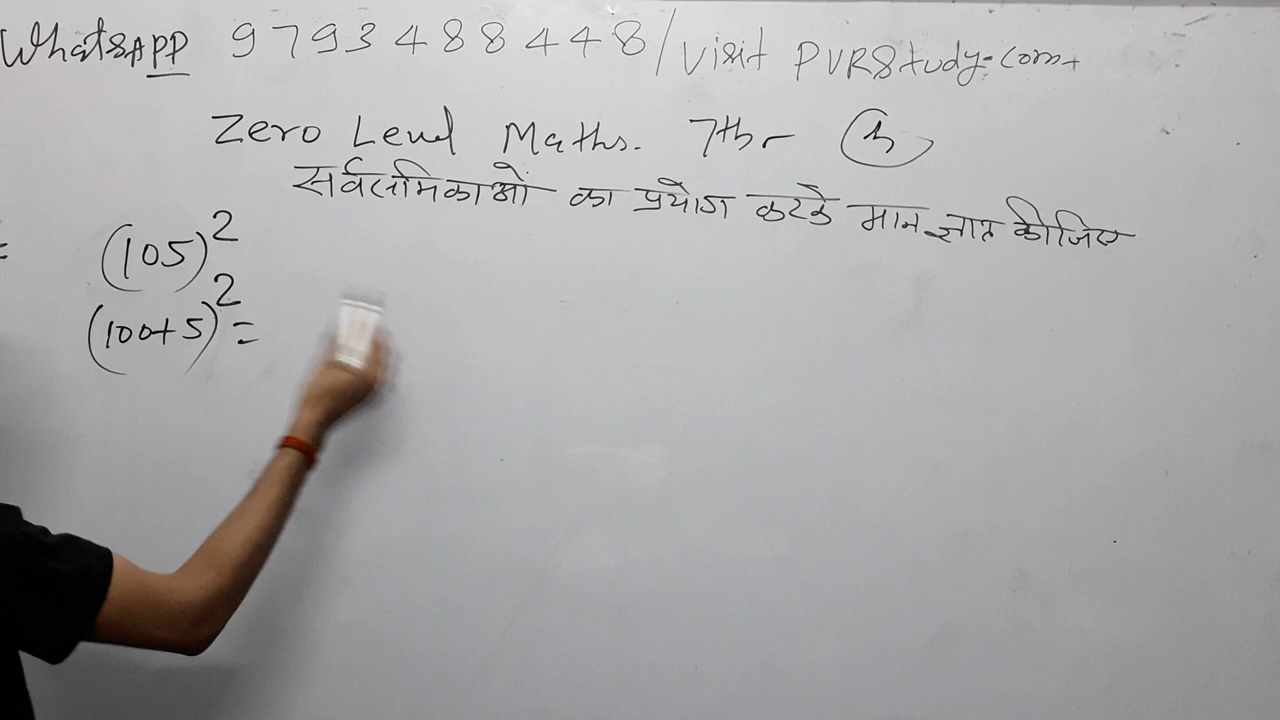 WhatsAPP 9793488448/Visit PVRStudy.com
Zero Level Maths. 7th
सर्वसमिकाओं का प्रयोग करके मान ज्ञात कीजिए
= (105)²
(100+5)² =